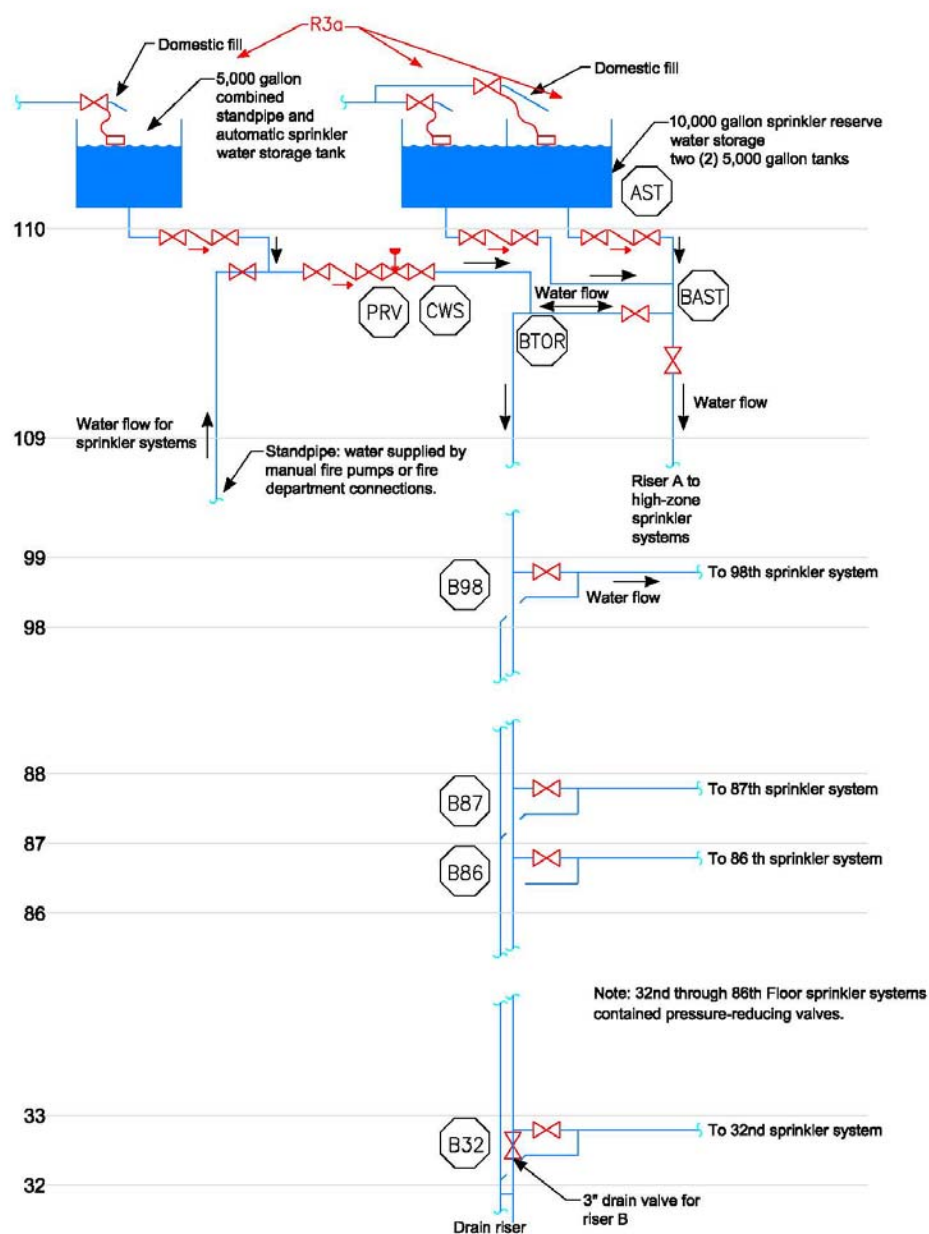 R3a
Domestic fill
5,000 gallon
combined
standpipe and
automatic sprinkler
water storage tank
Domestic fill
10,000 gallon sprinkler reserve
water storage
two (2) 5,000 gallon tanks
AST
110
PRV
CWS
Water flow
BTOR
BAST
Water flow
Water flow for
sprinkler systems
109
Standpipe: water supplied by
manual fire pumps or fire
department connections.
Riser A to
high-zone
sprinkler
systems
99
B98
To 98th sprinkler system
Water flow
98
88
B87
To 87th sprinkler system
87
B86
To 86 th sprinkler system
86
Note: 32nd through 86th Floor sprinkler systems
contained pressure-reducing valves.
33
B32
To 32nd sprinkler system
32
3" drain valve for
riser B
Drain riser